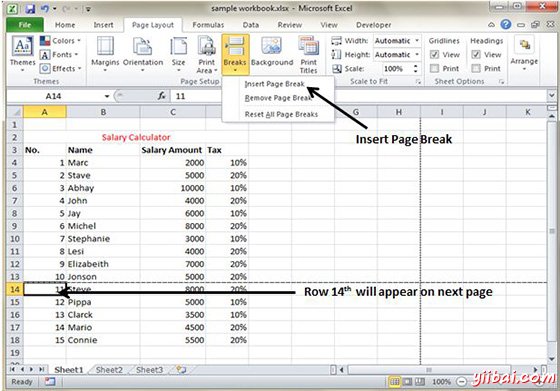 sample workbook.xlsx - Microsoft Excel
File Home Insert Page Layout Formulas Data Review View Developer
Themes Margins Orientation Size Print Area Breaks Background Print Titles Width: Automatic Height: Automatic Scale: 100% Gridlines Headings View View Print Print Arrange
Themes Page Setup Scale to Fit Sheet Options
Insert Page Break
Remove Page Break
Reset All Page Breaks
A14 11
A B C D G H I J K
1
2 Salary Calculator
Insert Page Break
3 No. Name Salary Amount Tax
4 1 Marc 2000 10%
5 2 Stave 5000 20%
6 3 Abhay 10000 10%
7 4 John 4000 20%
8 5 Jay 6000 10%
9 6 Michel 8000 20%
10 7 Stephanie 3000 10%
11 8 Lesi 4000 20%
12 9 Elizabeith 7000 20%
13 10 Jonson 5000 20%
14 11 Steve 8000 20%
Row 14th will appear on next page
15 12 Pippa 5000 10%
16 13 Clarck 3500 10%
17 14 Mario 4500 20%
18 15 Connie 5500 20%
19
Sheet1 Sheet2 Sheet3
Ready 100%
yiibai.com